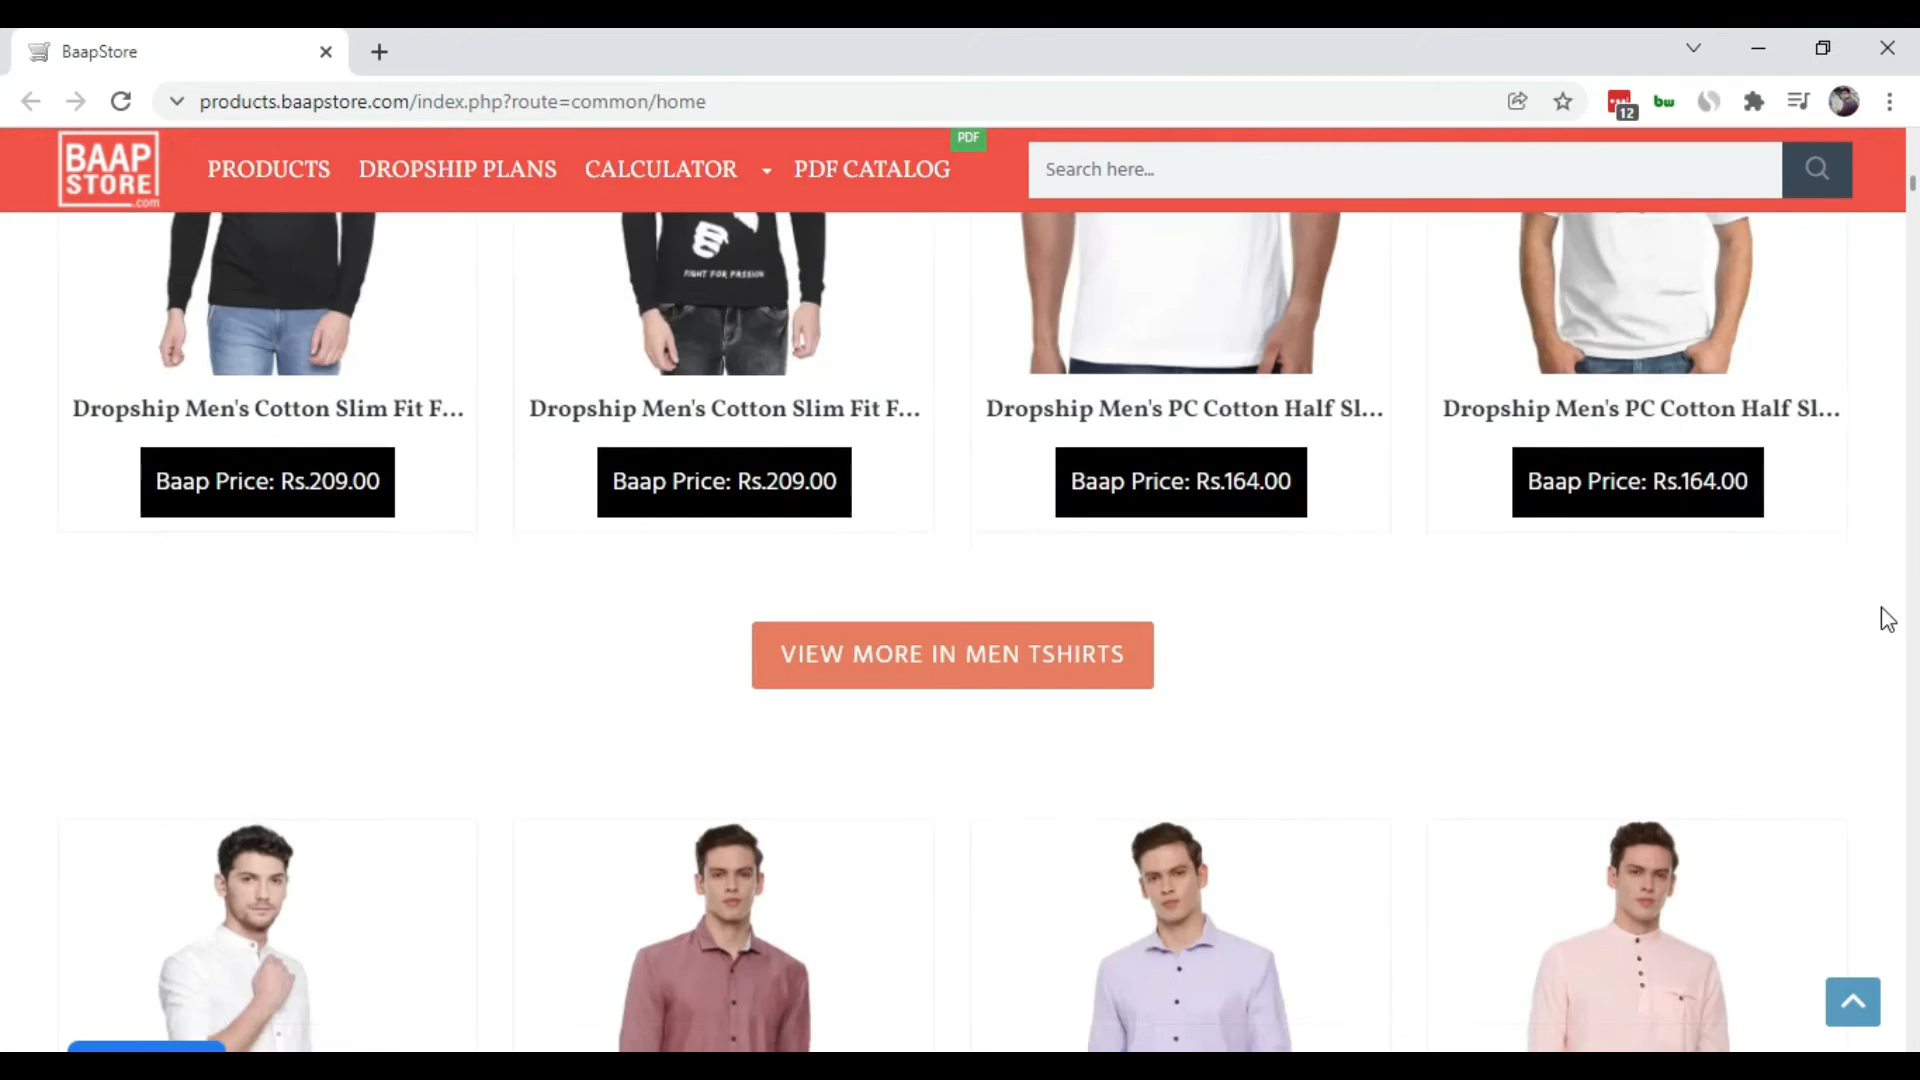 BaapStore
products.baapstore.com/index.php?route=common/home
12
bw
BAAP
STORE
.com
PRODUCTS
DROPSHIP PLANS
CALCULATOR
PDF CATALOG
PDF
Search here...
FIGHT FOR PASSION
Dropship Men's Cotton Slim Fit F...
Dropship Men's Cotton Slim Fit F...
Dropship Men's PC Cotton Half Sl...
Dropship Men's PC Cotton Half Sl...
Baap Price: Rs.209.00
Baap Price: Rs.209.00
Baap Price: Rs.164.00
Baap Price: Rs.164.00
VIEW MORE IN MEN TSHIRTS